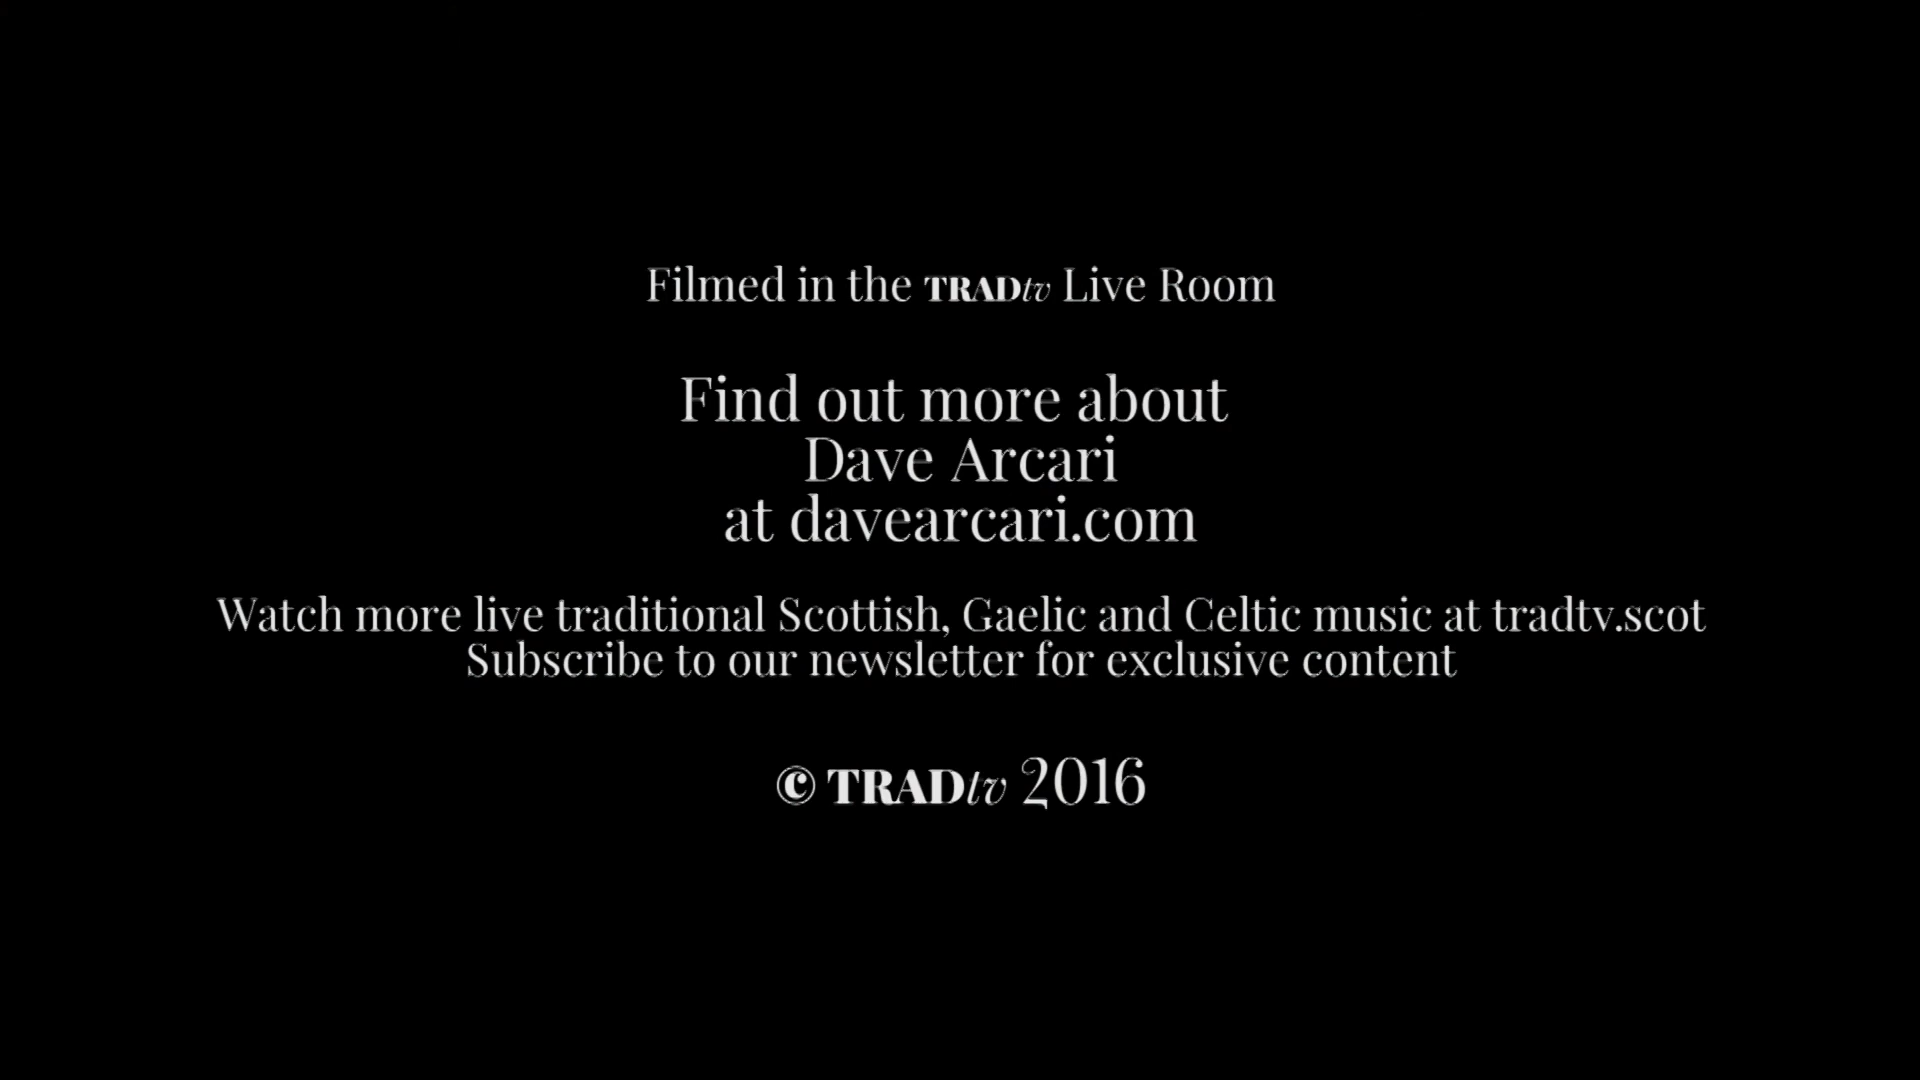 Filmed in the TRADtv Live Room
Find out more about
Dave Arcari
at davearcari.com
Watch more live traditional Scottish, Gaelic and Celtic music at tradtv.scot
Subscribe to our newsletter for exclusive content
© TRADtv 2016